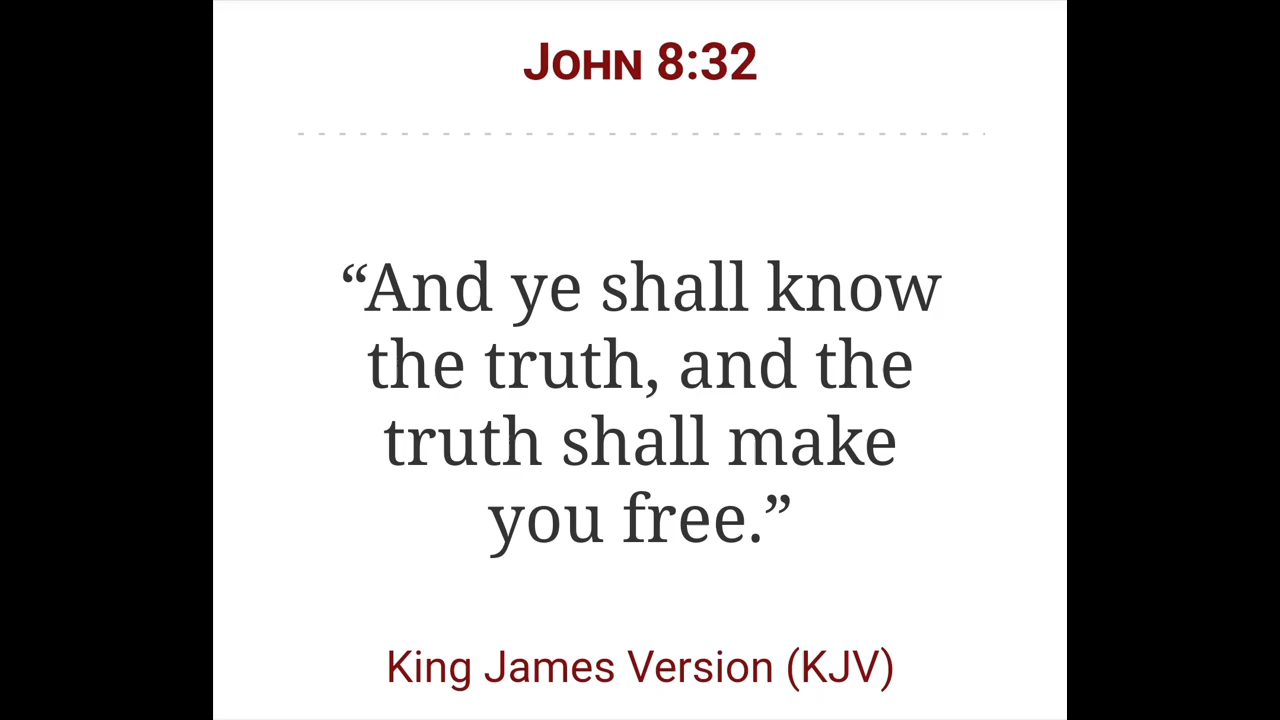 John 8:32
“And ye shall know
the truth, and the
truth shall make
you free.”
King James Version (KJV)